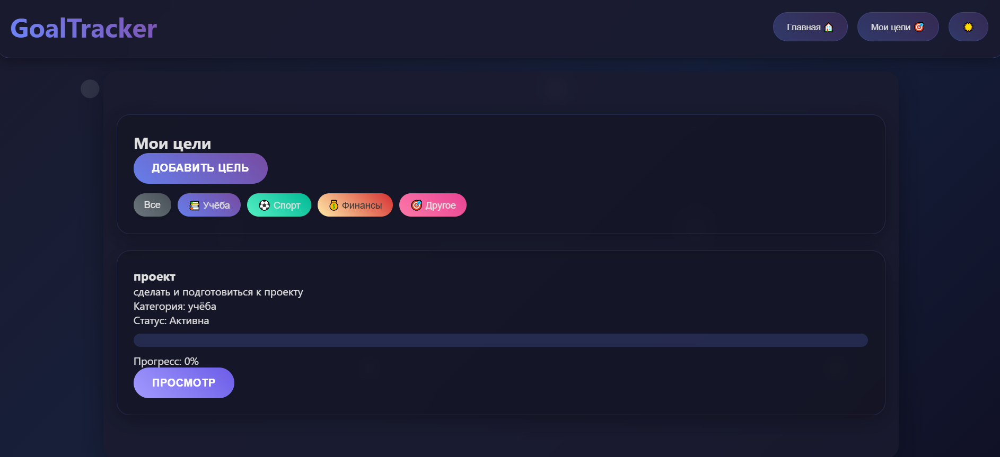 GoalTracker
Главная 🏠
Мои цели 🎯
Мои цели
ДОБАВИТЬ ЦЕЛЬ
Все 📚 Учёба ⚽ Спорт 💰 Финансы 🎯 Другое
проект
сделать и подготовиться к проекту
Категория: учёба
Статус: Активна
Прогресс: 0%
ПРОСМОТР